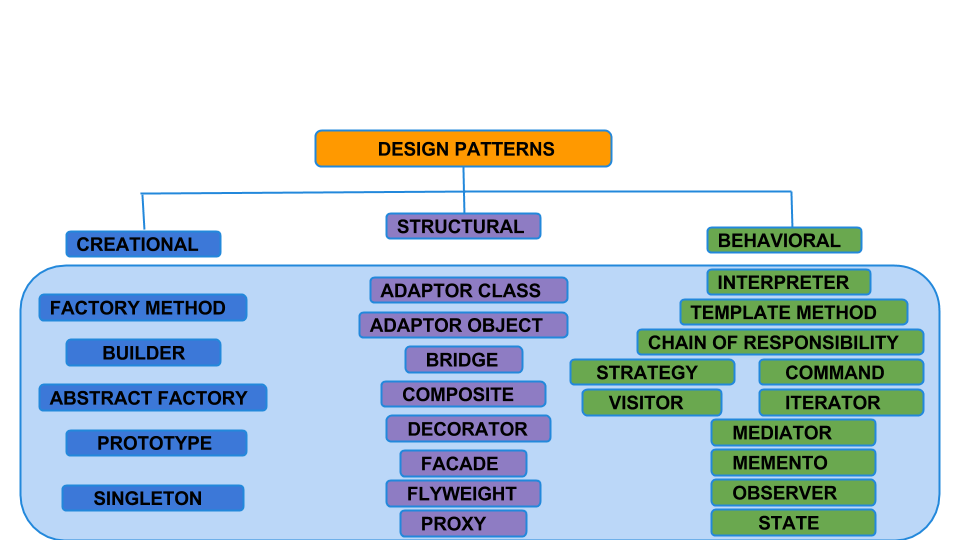 DESIGN PATTERNS
CREATIONAL
FACTORY METHOD
BUILDER
ABSTRACT FACTORY
PROTOTYPE
SINGLETON
STRUCTURAL
ADAPTOR CLASS
ADAPTOR OBJECT
BRIDGE
COMPOSITE
DECORATOR
FACADE
FLYWEIGHT
PROXY
BEHAVIORAL
INTERPRETER
TEMPLATE METHOD
CHAIN OF RESPONSIBILITY
STRATEGY
COMMAND
VISITOR
ITERATOR
MEDIATOR
MEMENTO
OBSERVER
STATE